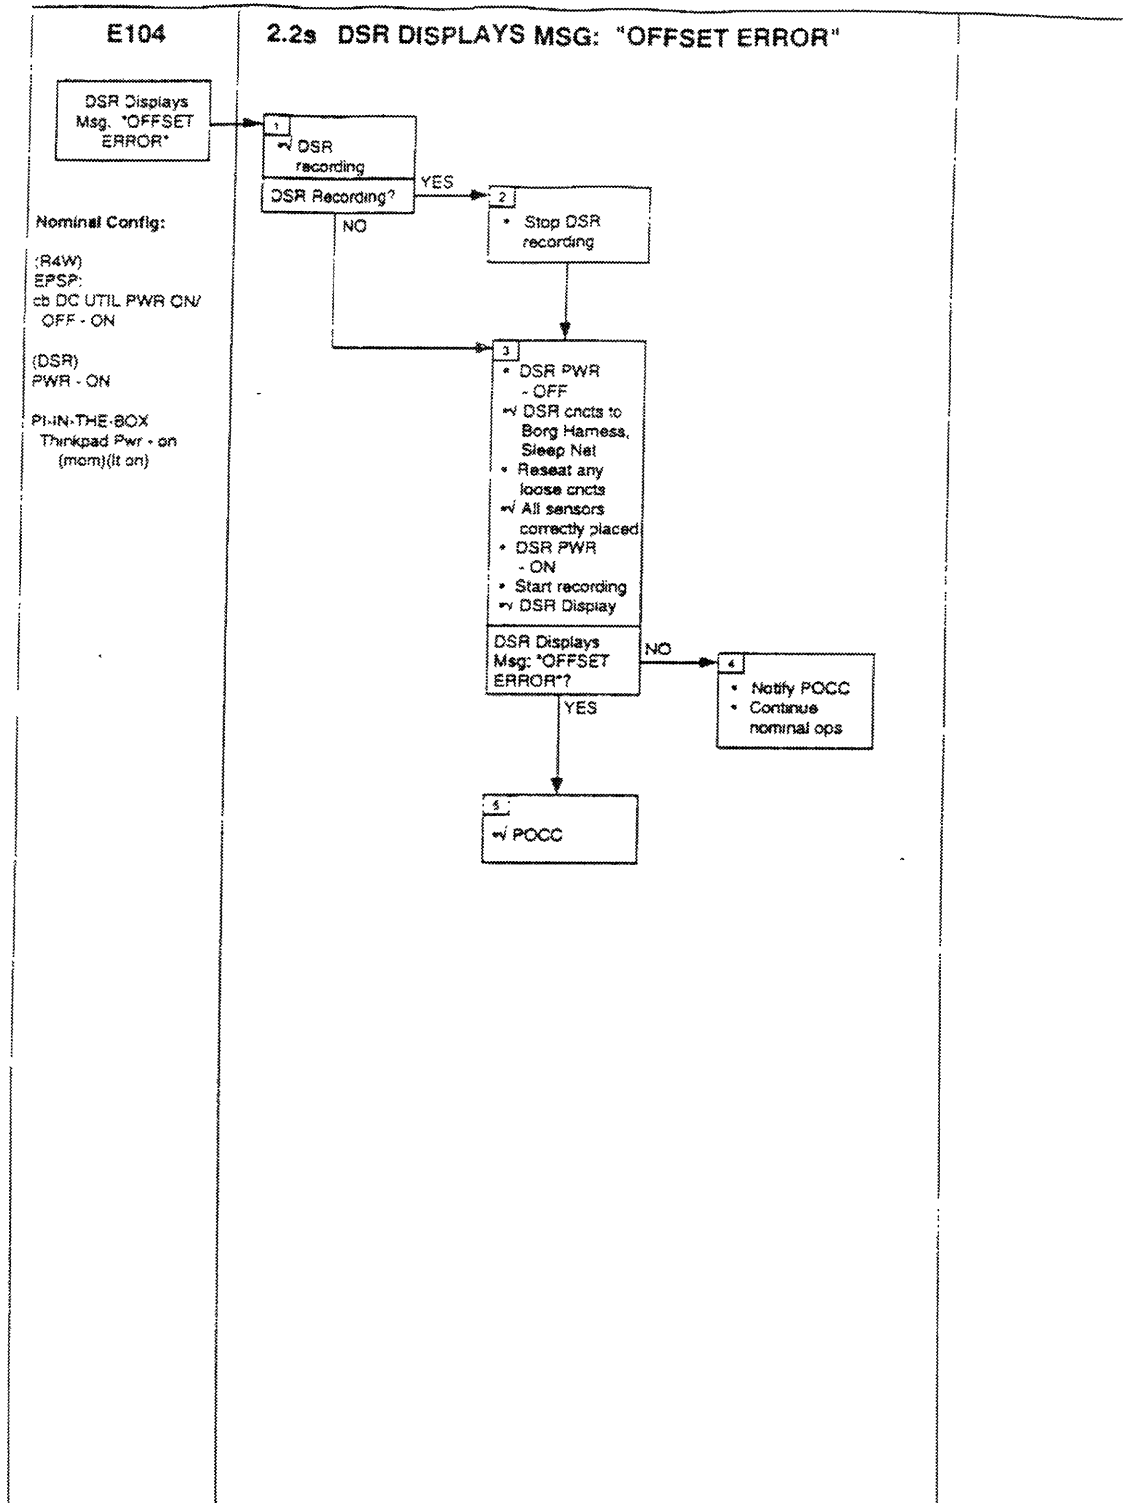 E104
2.2s DSR DISPLAYS MSG: "OFFSET ERROR"
DSR Displays
Msg. "OFFSET
ERROR"
Nominal Config:
(R4W)
EPSP:
cb DC UTIL PWR ON/
OFF - ON
(DSR)
PWR - ON
PI-IN-THE-BOX
Thinkpad Pwr - on
(mom)(lt on)
1
√ DSR
recording
DSR Recording?
YES
NO
2
• Stop DSR
recording
3
• DSR PWR
- OFF
√ DSR cncts to
Borg Harness,
Sleep Net
• Reseat any
loose cncts
√ All sensors
correctly placed
• DSR PWR
- ON
• Start recording
√ DSR Display
DSR Displays
Msg: "OFFSET
ERROR"?
NO
YES
4
• Notify POCC
• Continue
nominal ops
5
√ POCC